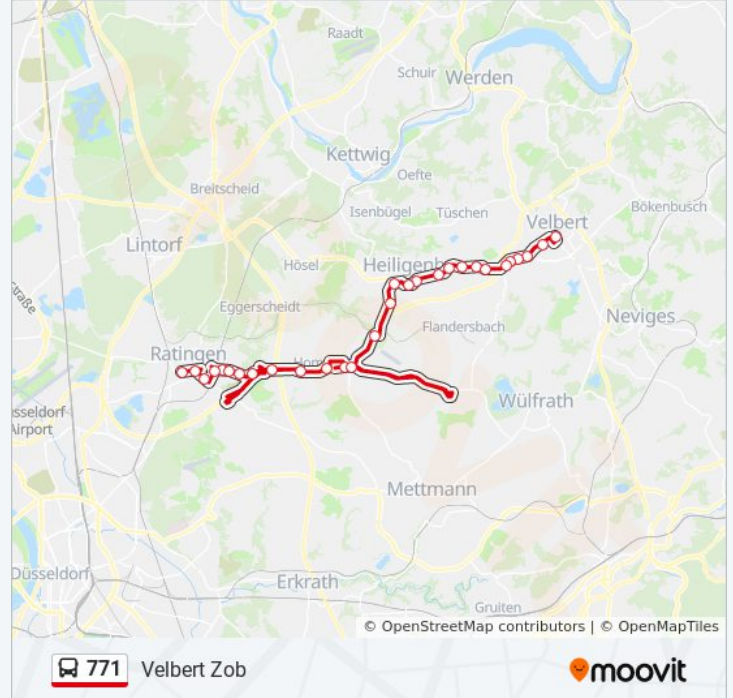 Raadt
Schuir
Werden
Kettwig
Oefte
Breitscheid
Isenbügel
Tüschen
Bökenbusch
Velbert
Lintorf
Hösel
Heiligenh
Eggerscheidt
Neviges
Flandersbach
Ratingen
Hom
Wülfrath
sseldorf
Airport
Mettmann
Düsseldorf
Erkrath
Gruiten
© OpenStreetMap contributors | © OpenMapTiles
771 Velbert Zob
moovit